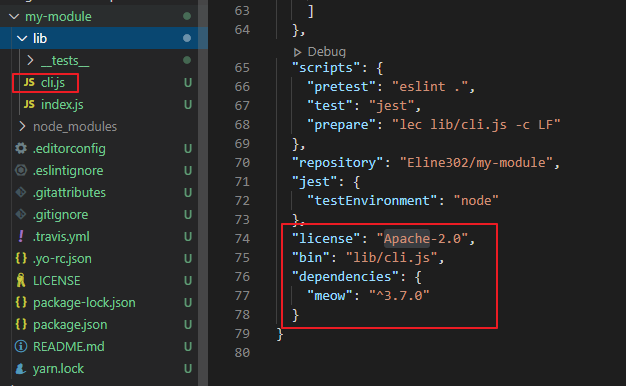 my-module
lib
__tests__
JS cli.js U
JS index.js U
node_modules
.editorconfig U
.eslintignore U
.gitattributes U
.gitignore U
! .travis.yml U
{} .yo-rc.json U
LICENSE U
{} package-lock.json U
{} package.json U
README.md U
yarn.lock U
63 ]
64 },
Debug
65 "scripts": {
66 "pretest": "eslint .",
67 "test": "jest",
68 "prepare": "lec lib/cli.js -c LF"
69 },
70 "repository": "Eline302/my-module",
71 "jest": {
72 "testEnvironment": "node"
73 },
74 "license": "Apache-2.0",
75 "bin": "lib/cli.js",
76 "dependencies": {
77 "meow": "^3.7.0"
78 }
79 }
80